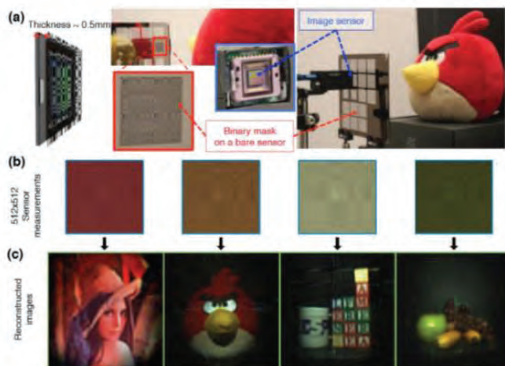 (a)
Thickness ~ 0.5mm
Image sensor
Binary mask
on a bare sensor
(b)
512x512
Sensor
measurements
(c)
Reconstructed
images